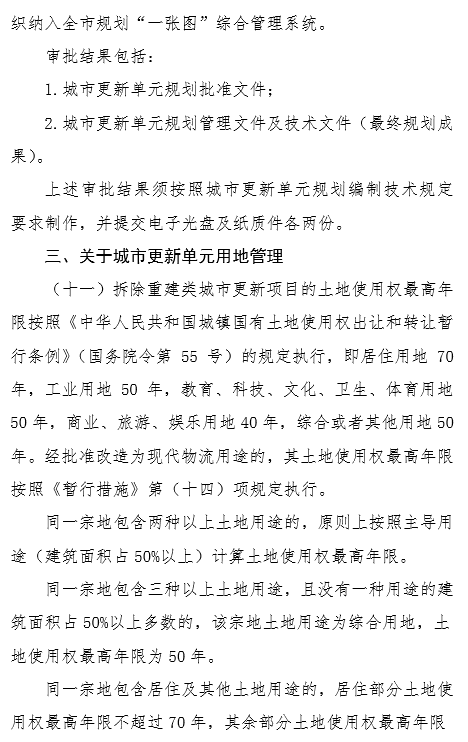 织纳入全市规划“一张图”综合管理系统。
审批结果包括：
1.城市更新单元规划批准文件；
2.城市更新单元规划管理文件及技术文件（最终规划成
果）。
上述审批结果须按照城市更新单元规划编制技术规定
要求制作，并提交电子光盘及纸质件各两份。
三、关于城市更新单元用地管理
（十一）拆除重建类城市更新项目的土地使用权最高年
限按照《中华人民共和国城镇国有土地使用权出让和转让暂
行条例》（国务院令第 55 号）的规定执行，即居住用地 70
年，工业用地 50 年，教育、科技、文化、卫生、体育用地
50年，商业、旅游、娱乐用地40年，综合或者其他用地50
年。经批准改造为现代物流用途的，其土地使用权最高年限
按照《暂行措施》第（十四）项规定执行。
同一宗地包含两种以上土地用途的，原则上按照主导用
途（建筑面积占50%以上）计算土地使用权最高年限。
同一宗地包含三种以上土地用途，且没有一种用途的建
筑面积占50%以上多数的，该宗地土地用途为综合用地，土
地使用权最高年限为50年。
同一宗地包含居住及其他土地用途的，居住部分土地使
用权最高年限不超过70年，其余部分土地使用权最高年限